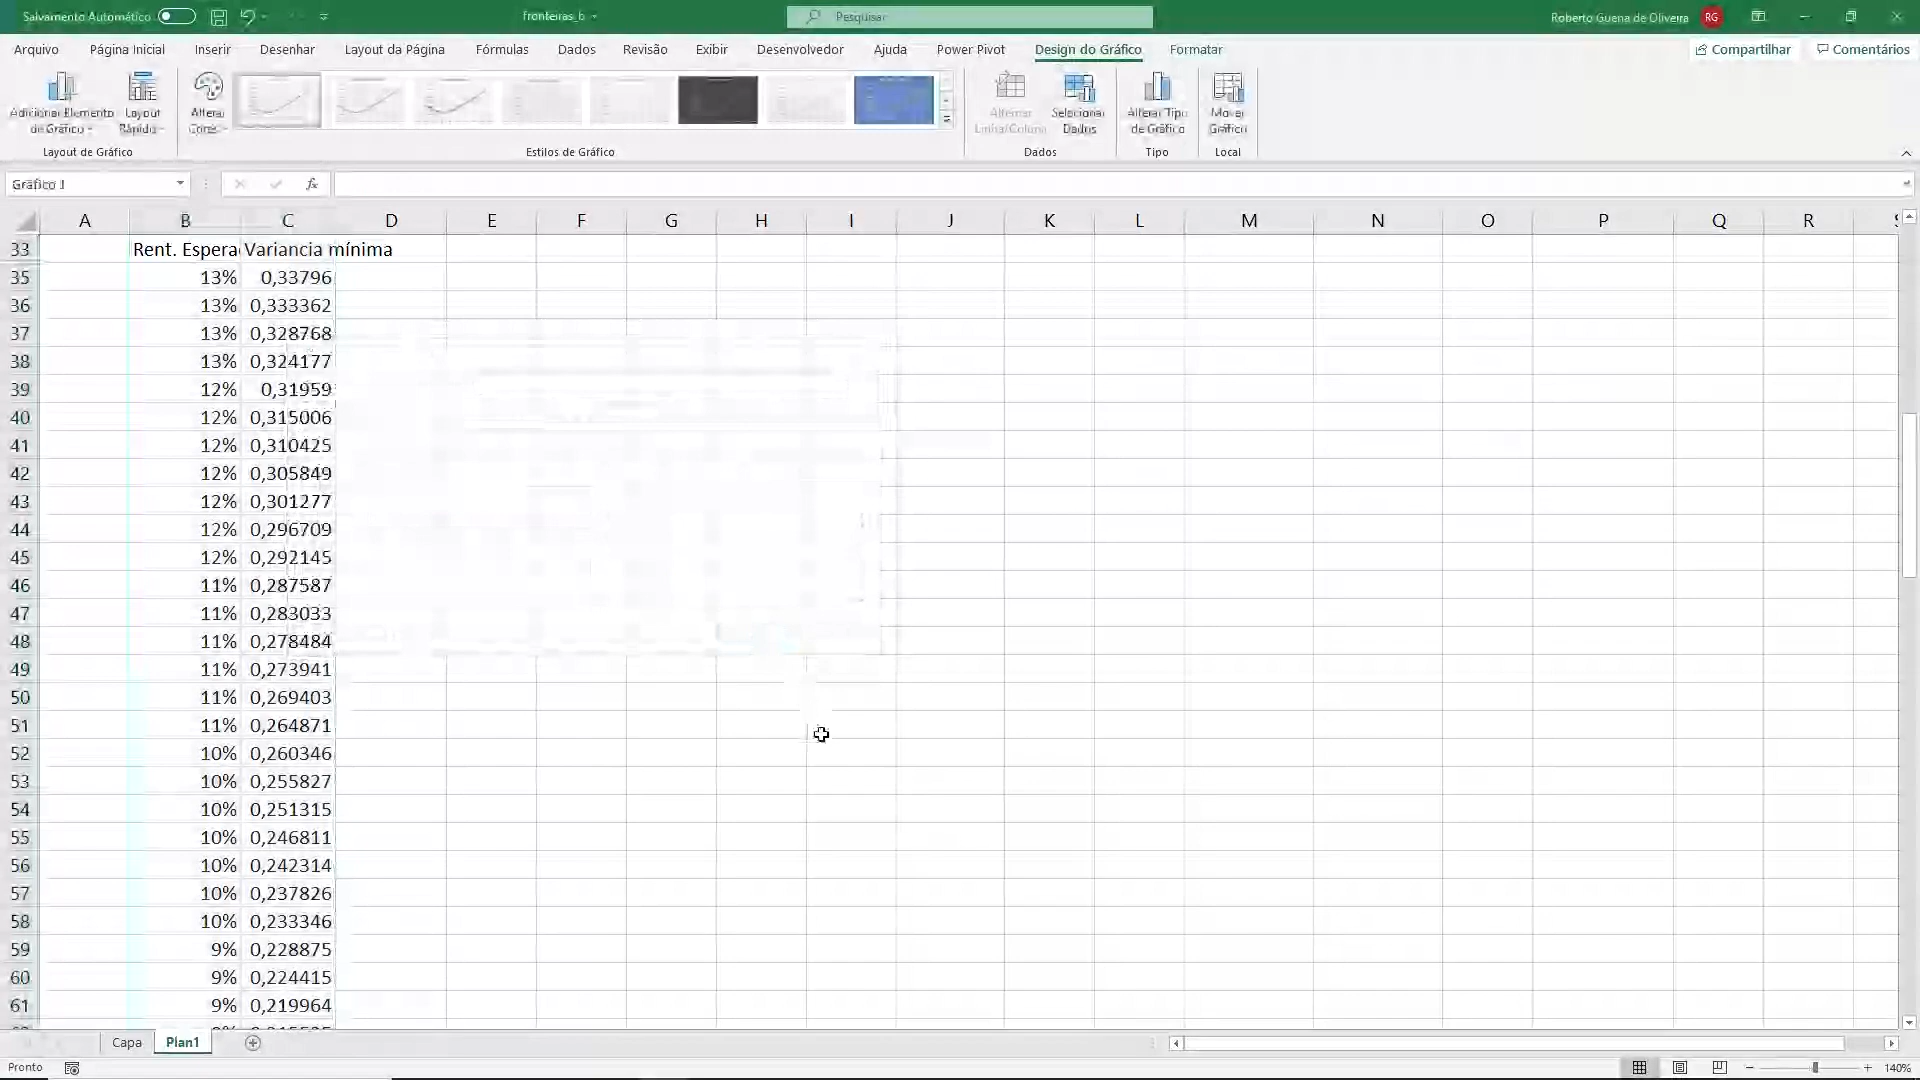 Salvamento Automático
fronteiras_b
Pesquisar
Roberto Guena de Oliveira
RG
Arquivo
Página Inicial
Inserir
Desenhar
Layout da Página
Fórmulas
Dados
Revisão
Exibir
Desenvolvedor
Ajuda
Power Pivot
Design do Gráfico
Formatar
Compartilhar
Comentários
Adicionar Elemento
de Gráfico
Layout
Rápido
Alterar
Cores
Alternar
Linha/Coluna
Selecionar
Dados
Alterar Tipo
de Gráfico
Mover
Gráfico
Layout de Gráfico
Estilos de Gráfico
Dados
Tipo
Local
Gráfico 1
fx
A B C D E F G H I J K L M N O P Q R
33 Rent. Espera Variancia mínima
35 13% 0,33796
36 13% 0,333362
37 13% 0,328768
38 13% 0,324177
39 12% 0,31959
40 12% 0,315006
41 12% 0,310425
42 12% 0,305849
43 12% 0,301277
44 12% 0,296709
45 12% 0,292145
46 11% 0,287587
47 11% 0,283033
48 11% 0,278484
49 11% 0,273941
50 11% 0,269403
51 11% 0,264871
52 10% 0,260346
53 10% 0,255827
54 10% 0,251315
55 10% 0,246811
56 10% 0,242314
57 10% 0,237826
58 10% 0,233346
59 9% 0,228875
60 9% 0,224415
61 9% 0,219964
Capa
Plan1
Pronto
140%